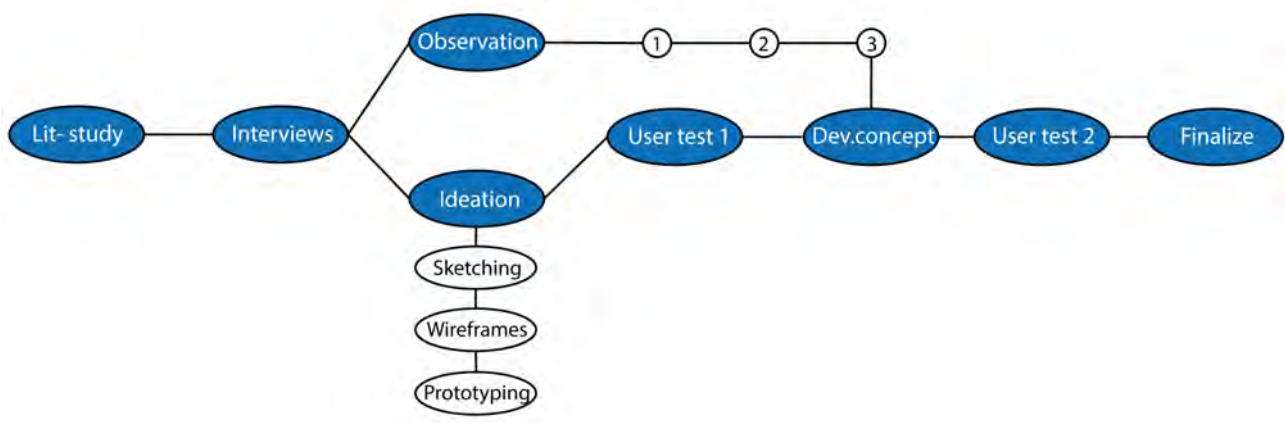 Observation
1
2
3
Lit- study
Interviews
User test 1
Dev.concept
User test 2
Finalize
Ideation
Sketching
Wireframes
Prototyping